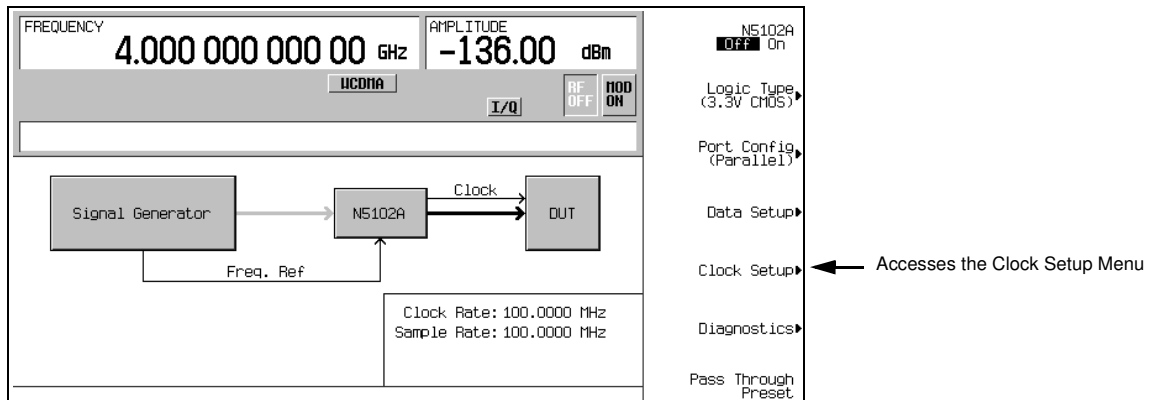 FREQUENCY
4.000 000 000 00 GHz
AMPLITUDE
-136.00 dBm
WCDMA
I/Q
RF
OFF
MOD
ON
Signal Generator
N5102A
Clock
DUT
Freq. Ref
Clock Rate: 100.0000 MHz
Sample Rate: 100.0000 MHz
N5102A
Off On
Logic Type
(3.3V CMOS)
Port Config
(Parallel)
Data Setup
Clock Setup
Accesses the Clock Setup Menu
Diagnostics
Pass Through
Preset